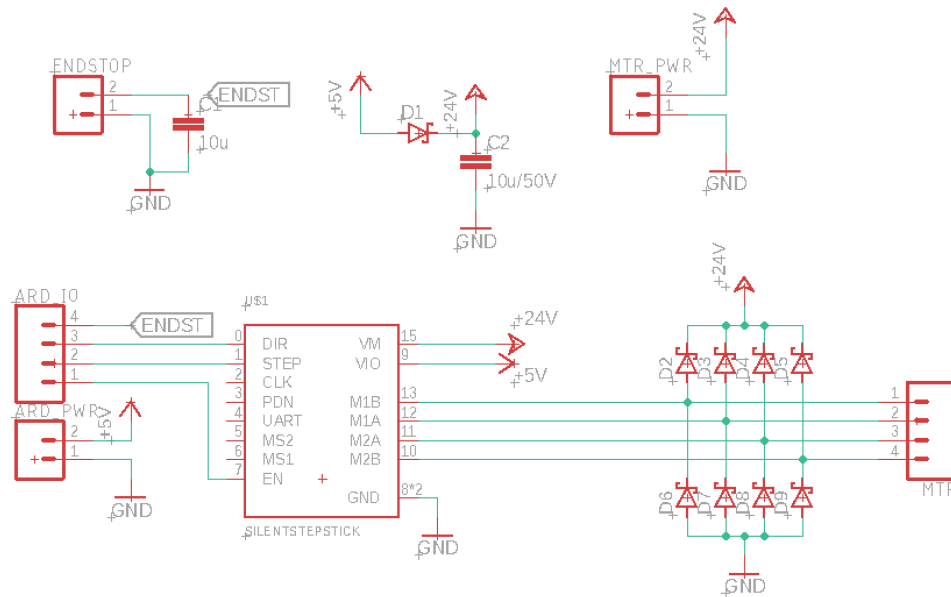 ENDSTOP
2
1
ENDST
10u
GND
+5V
D1
+24V
C2
10u/50V
GND
MTR_PWR
2
1
+24V
GND
ARD_IO
4
3
2
1
ENDST
ARD_PWR
2
1
+5V
GND
U$1
0 DIR
1 STEP
2 CLK
3 PDN
4 UART
5 MS2
6 MS1
7 EN
VM 15
VIO 9
M1B 13
M1A 12
M2A 11
M2B 10
GND 8*2
SILENTSTEPSTICK
+24V
+5V
GND
+24V
D2
D3
D4
D5
D6
D7
D8
D9
GND
1
2
3
4
MTR